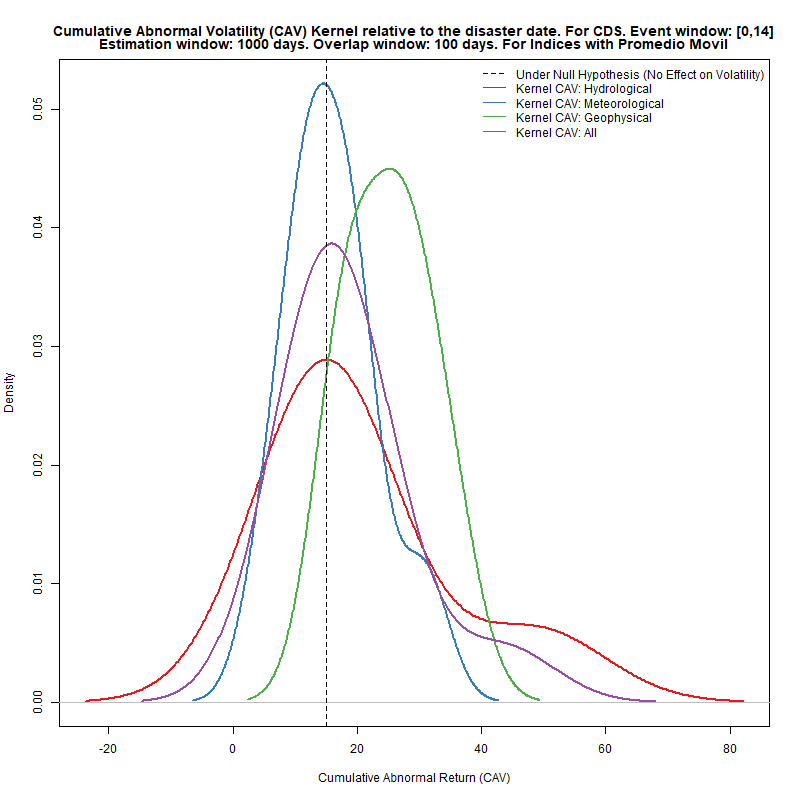 Cumulative Abnormal Volatility (CAV) Kernel relative to the disaster date. For CDS. Event window: [0,14]
Estimation window: 1000 days. Overlap window: 100 days. For Indices with Promedio Movil
Under Null Hypothesis (No Effect on Volatility)
Kernel CAV: Hydrological
Kernel CAV: Meteorological
Kernel CAV: Geophysical
Kernel CAV: All
Density
0.05
0.04
0.03
0.02
0.01
0.00
-20 0 20 40 60 80
Cumulative Abnormal Return (CAV)